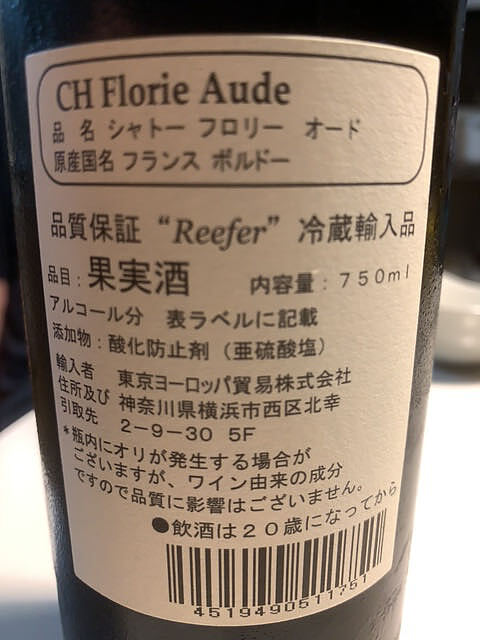 CH Florie Aude
品 名 シャトー フロリー オード
原産国名 フランス ボルドー
品質保証 “Reefer” 冷蔵輸入品
品目：果実酒 内容量：７５０ml
アルコール分 表ラベルに記載
添加物：酸化防止剤（亜硫酸塩）
輸入者 東京ヨーロッパ貿易株式会社
住所及び 神奈川県横浜市西区北幸
引取先 2－9－30 5F
*瓶内にオリが発生する場合が
ございますが、ワイン由来の成分
ですので品質に影響はございません。
●飲酒は２０歳になってから
4519490511751